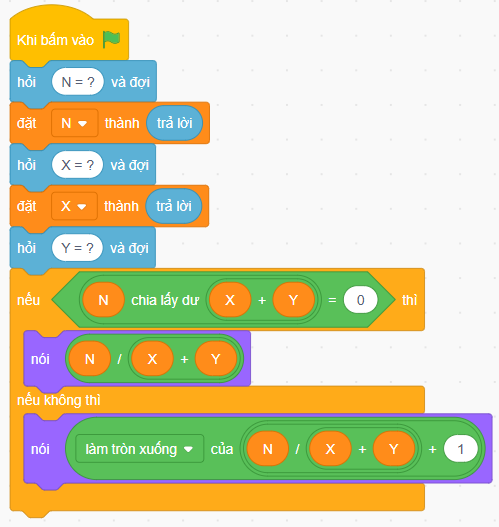 Khi bấm vào
hỏi N = ? và đợi
đặt N thành trả lời
hỏi X = ? và đợi
đặt X thành trả lời
hỏi Y = ? và đợi
nếu N chia lấy dư X + Y = 0 thì
nói N / X + Y
nếu không thì
nói làm tròn xuống của N / X + Y + 1